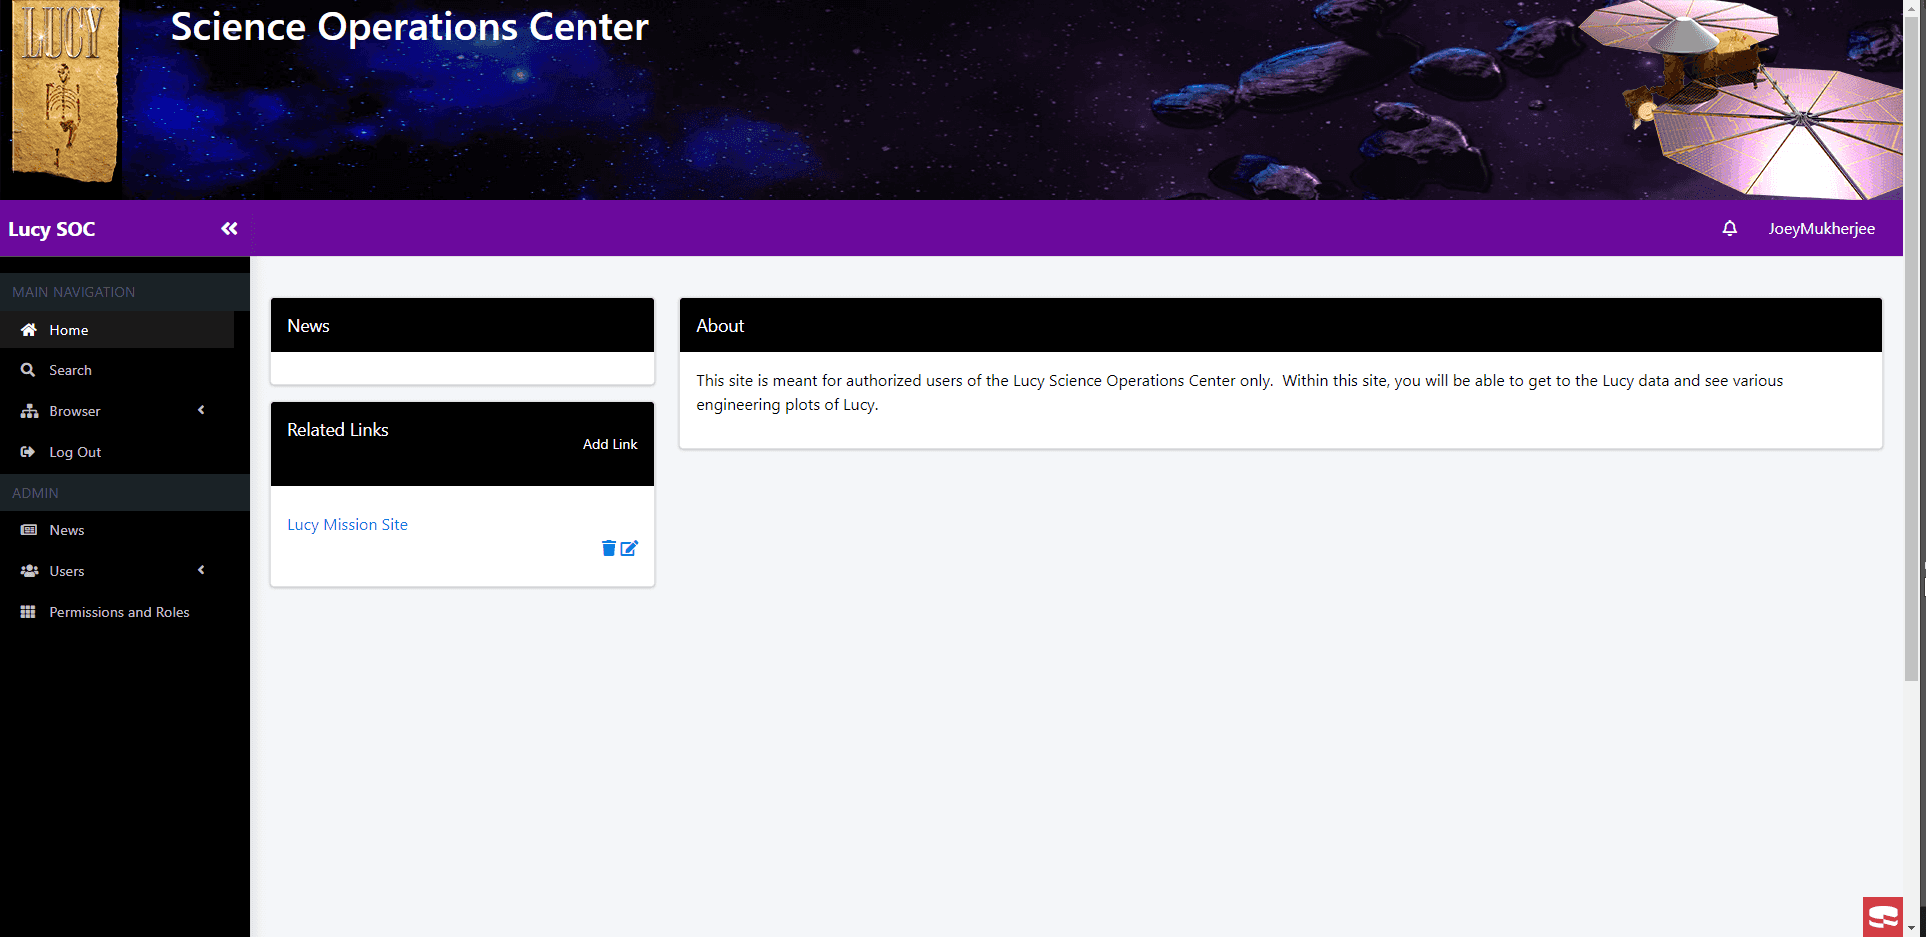 LUCY
Science Operations Center
Lucy SOC
JoeyMukherjee
MAIN NAVIGATION
Home
Search
Browser
Log Out
ADMIN
News
Users
Permissions and Roles
News
Related Links
Add Link
Lucy Mission Site
About
This site is meant for authorized users of the Lucy Science Operations Center only.  Within this site, you will be able to get to the Lucy data and see various
engineering plots of Lucy.